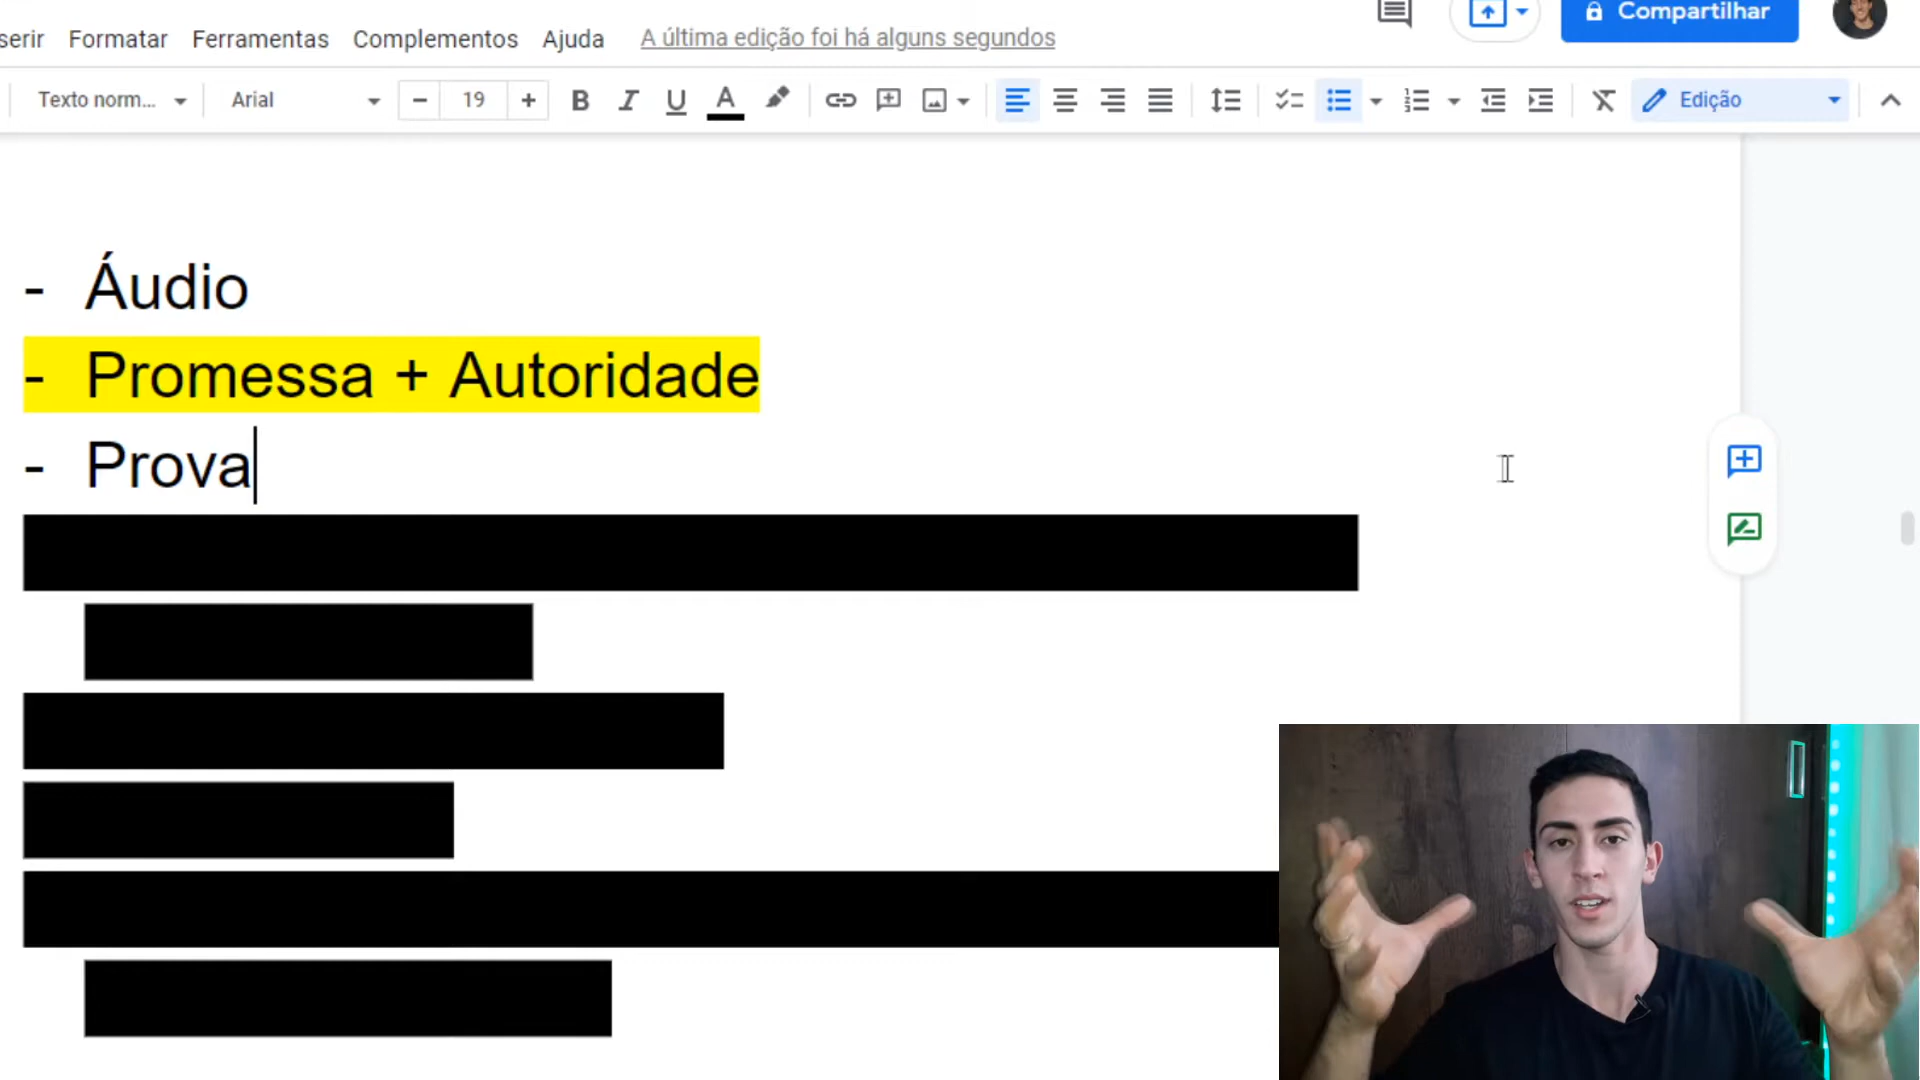 serir Formatar Ferramentas Complementos Ajuda A última edição foi há alguns segundos Compartilhar
Texto norm... Arial − 19 + B I U A Edição
- Áudio
- Promessa + Autoridade
- Prova